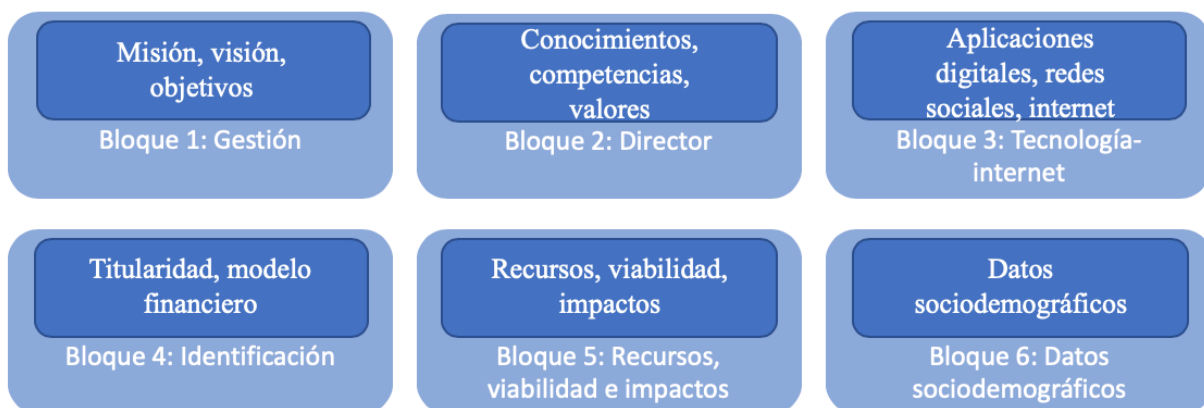 Misión, visión,
objetivos
Bloque 1: Gestión
Conocimientos,
competencias,
valores
Bloque 2: Director
Aplicaciones
digitales, redes
sociales, internet
Bloque 3: Tecnología-
internet
Titularidad, modelo
financiero
Bloque 4: Identificación
Recursos, viabilidad,
impactos
Bloque 5: Recursos,
viabilidad e impactos
Datos
sociodemográficos
Bloque 6: Datos
sociodemográficos